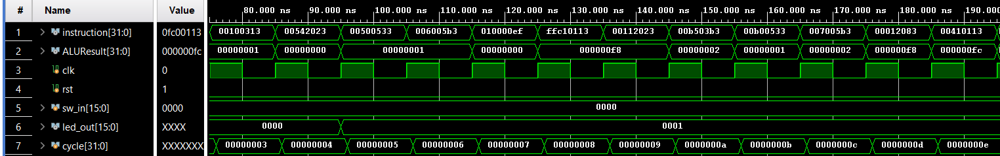 # Name Value 80.000 ns 90.000 ns 100.000 ns 110.000 ns 120.000 ns 130.000 ns 140.000 ns 150.000 ns 160.000 ns 170.000 ns 180.000 ns 190.000
1 instruction[31:0] 0fc00113 00100313 00542023 00500533 006005b3 010000ef ffc10113 00112023 00b503b3 00b00533 007005b3 00012083 00410113
2 ALUResult[31:0] 000000fc 00000001 00000000 00000001 00000000 000000f8 00000002 00000001 00000002 000000f8 000000fc
3 clk 0
4 rst 1
5 sw_in[15:0] 0000 0000
6 led_out[15:0] XXXX 0000 0001
7 cycle[31:0] XXXXXXX 00000003 00000004 00000005 00000006 00000007 00000008 00000009 0000000a 0000000b 0000000c 0000000d 0000000e